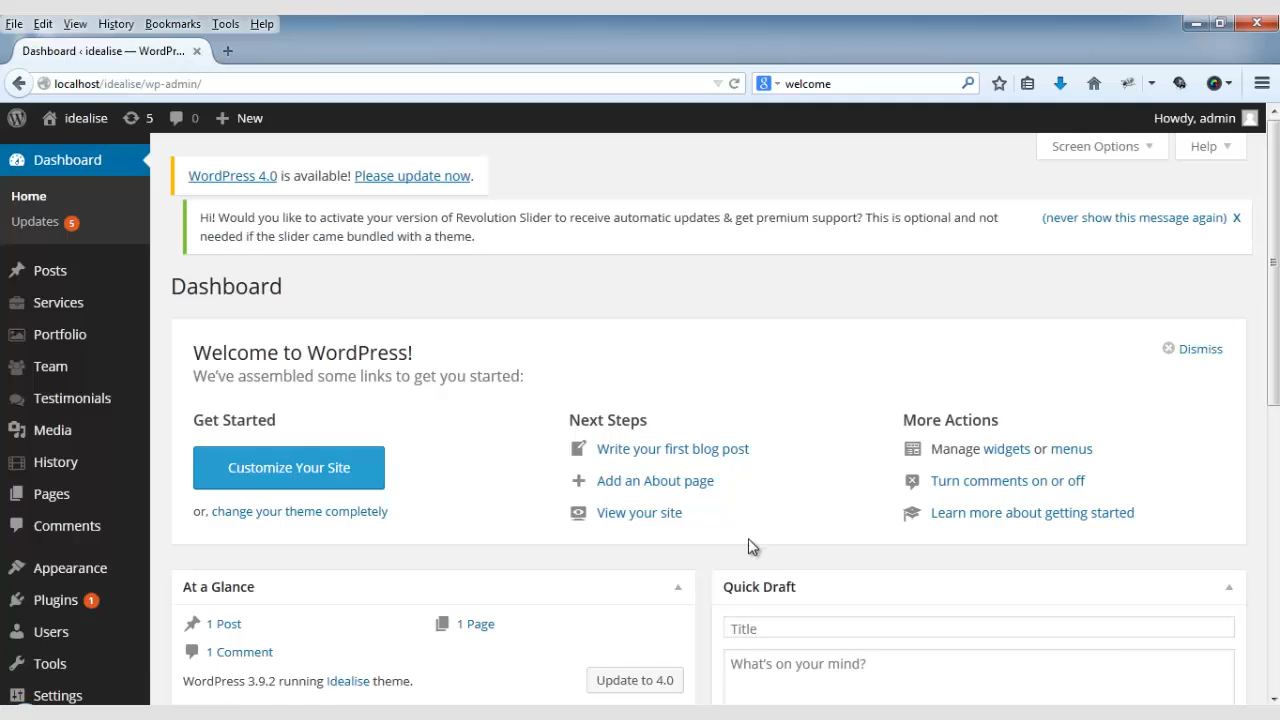 File Edit View History Bookmarks Tools Help
Dashboard ‹ idealise — WordPr... × +
localhost/idealise/wp-admin/ welcome
idealise 5 0 + New Howdy, admin
Dashboard
Home
Updates 5
Posts
Services
Portfolio
Team
Testimonials
Media
History
Pages
Comments
Appearance
Plugins 1
Users
Tools
Settings
Screen Options Help
WordPress 4.0 is available! Please update now.
Hi! Would you like to activate your version of Revolution Slider to receive automatic updates & get premium support? This is optional and not
needed if the slider came bundled with a theme.
(never show this message again) X
Dashboard
Welcome to WordPress!
Dismiss
We've assembled some links to get you started:
Get Started
Customize Your Site
or, change your theme completely
Next Steps
Write your first blog post
Add an About page
View your site
More Actions
Manage widgets or menus
Turn comments on or off
Learn more about getting started
At a Glance
1 Post 1 Page
1 Comment
WordPress 3.9.2 running Idealise theme. Update to 4.0
Quick Draft
Title
What's on your mind?